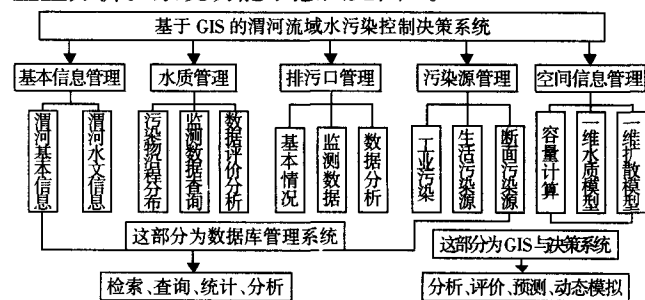 基于 GIS 的渭河流域水污染控制决策系统
基本信息管理
水质管理
排污口管理
污染源管理
空间信息管理
渭河基本信息
渭河水文信息
污染物沿程分布
监测数据查询
数据评价分析
基本情况
监测数据
数据分析
工业污染
生活污染源
断面污染源
容量计算
一维水质模型
一维扩散模型
这部分为数据库管理系统
这部分为GIS与决策系统
检索、查询、统计、分析
分析、评价、预测、动态模拟